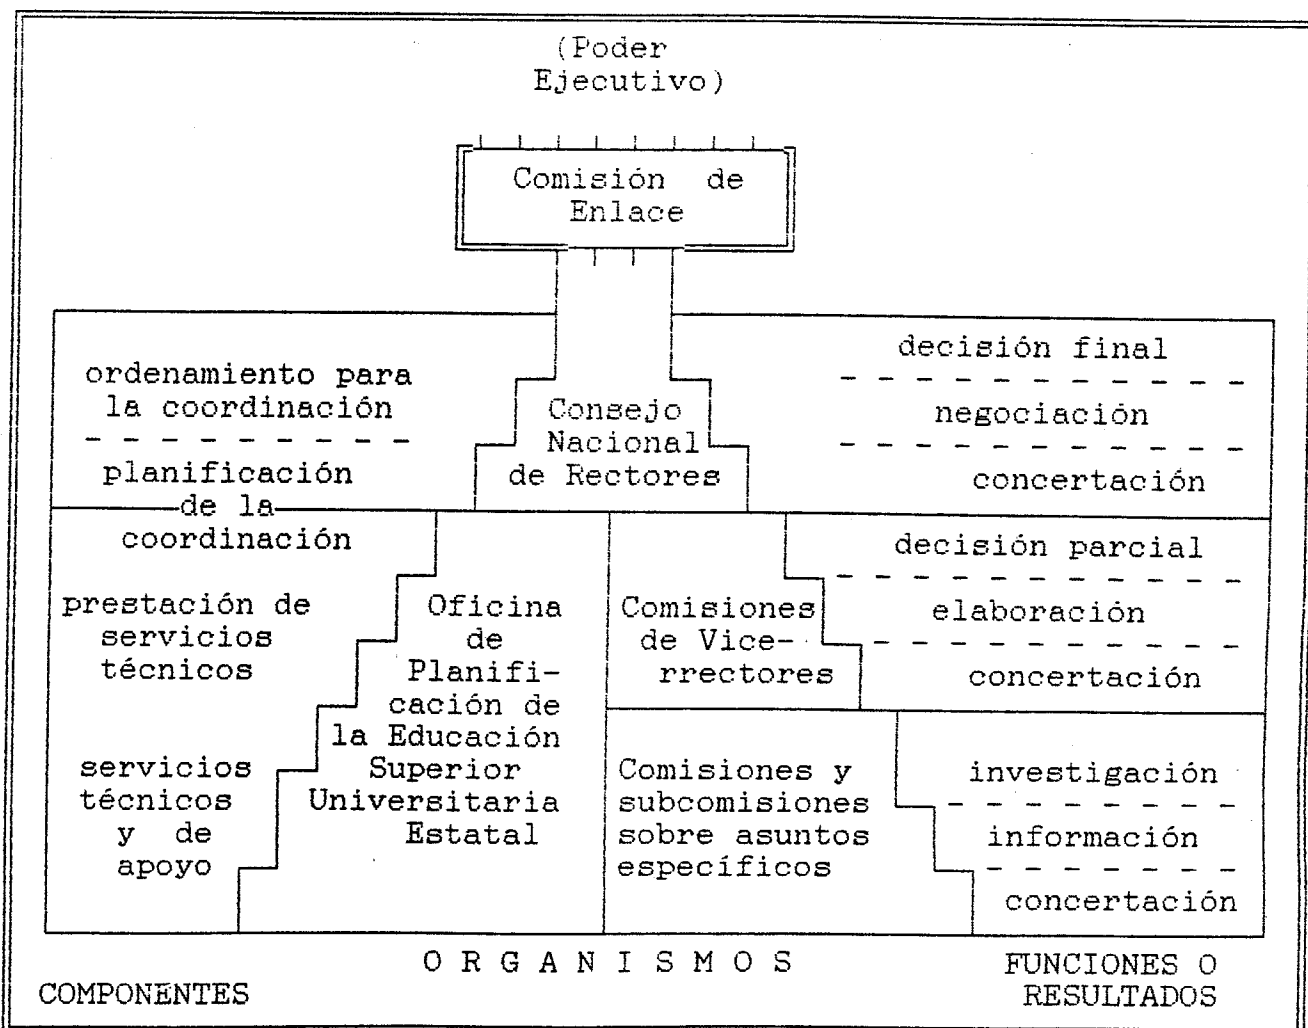 (Poder
Ejecutivo)
Comisión de
Enlace
ordenamiento para
la coordinación
planificación
de la
coordinación
prestación de
servicios
técnicos
servicios
técnicos
y de
apoyo
Consejo
Nacional
de Rectores
Oficina
de
Planifi-
cación de
la Educación
Superior
Universitaria
Estatal
Comisiones
de Vice-
rrectores
Comisiones y
subcomisiones
sobre asuntos
específicos
decisión final
negociación
concertación
decisión parcial
elaboración
concertación
investigación
información
concertación
COMPONENTES
O R G A N I S M O S
FUNCIONES O
RESULTADOS